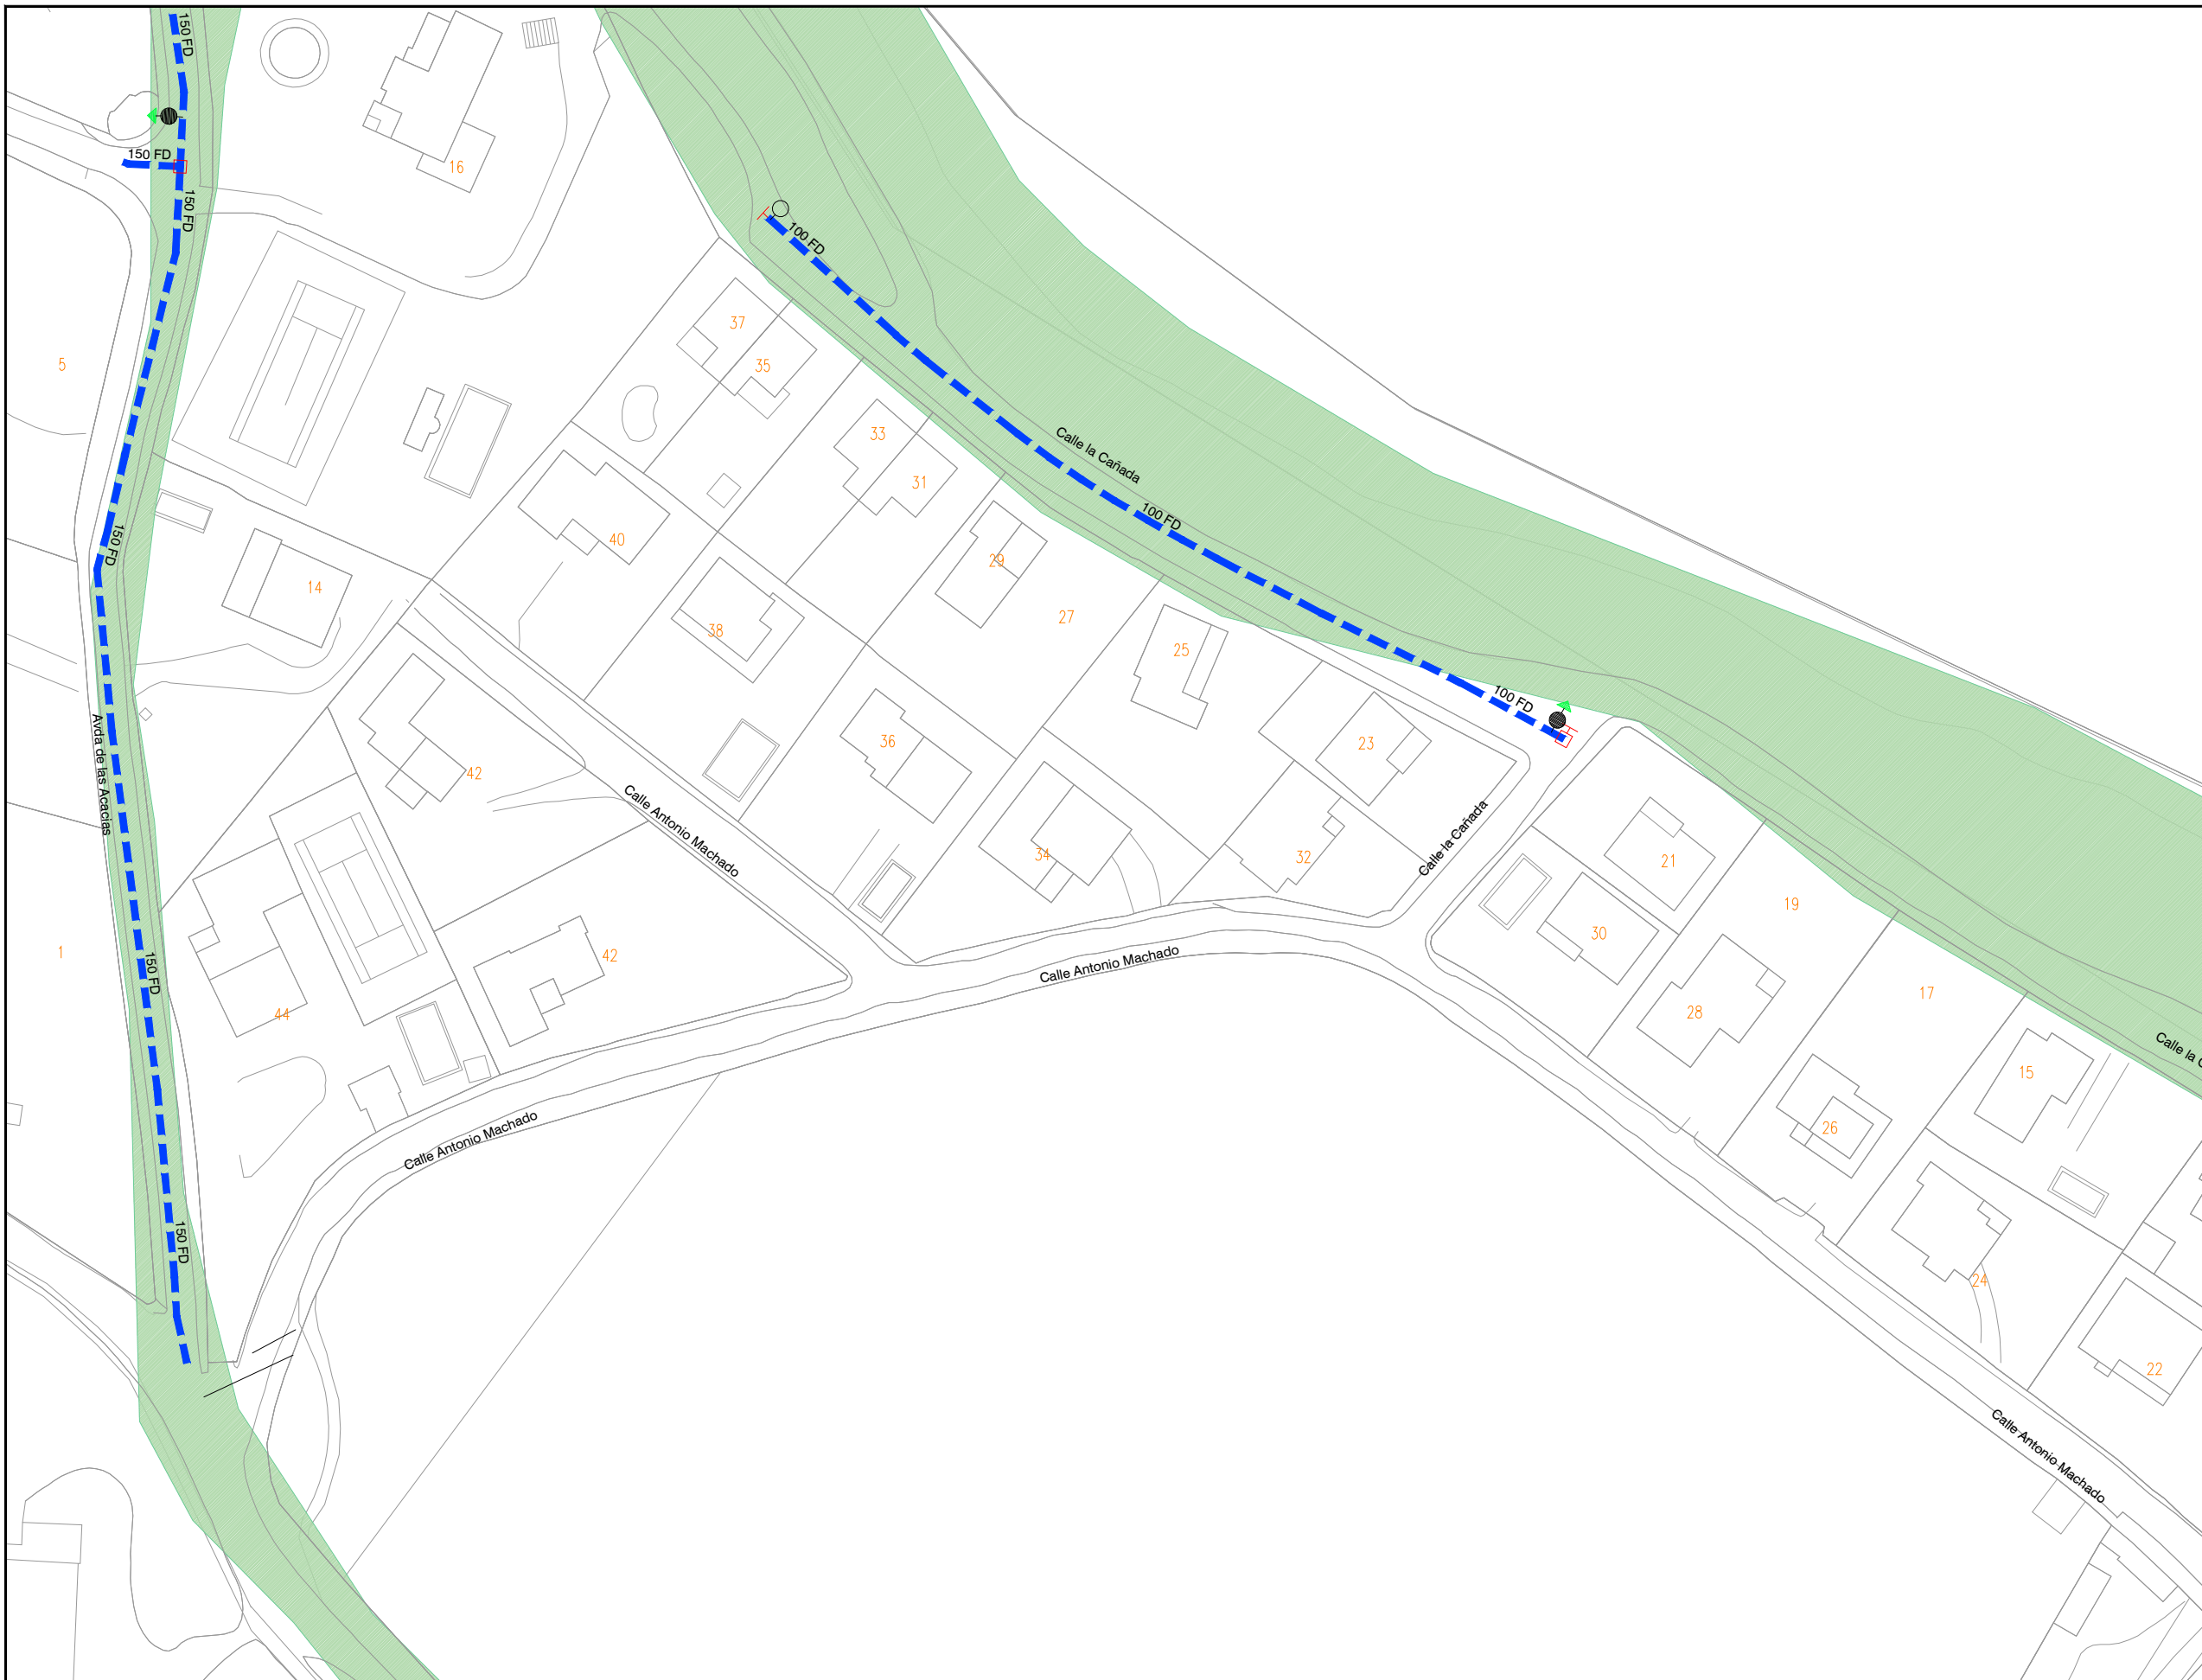 150 FD
150 FD
16
150 FD
100 FD
37
5
35
33
31
Calle la Cañada
100 FD
150 FD
40
29
14
27
38
25
100 FD
Avda de las Acacias
42
36
23
Calle Antonio Machado
34
32
Calle la Cañada
21
19
30
1
150 FD
42
Calle Antonio Machado
17
44
28
15
Calle la C
26
Calle Antonio Machado
150 FD
24
22
Calle Antonio Machado